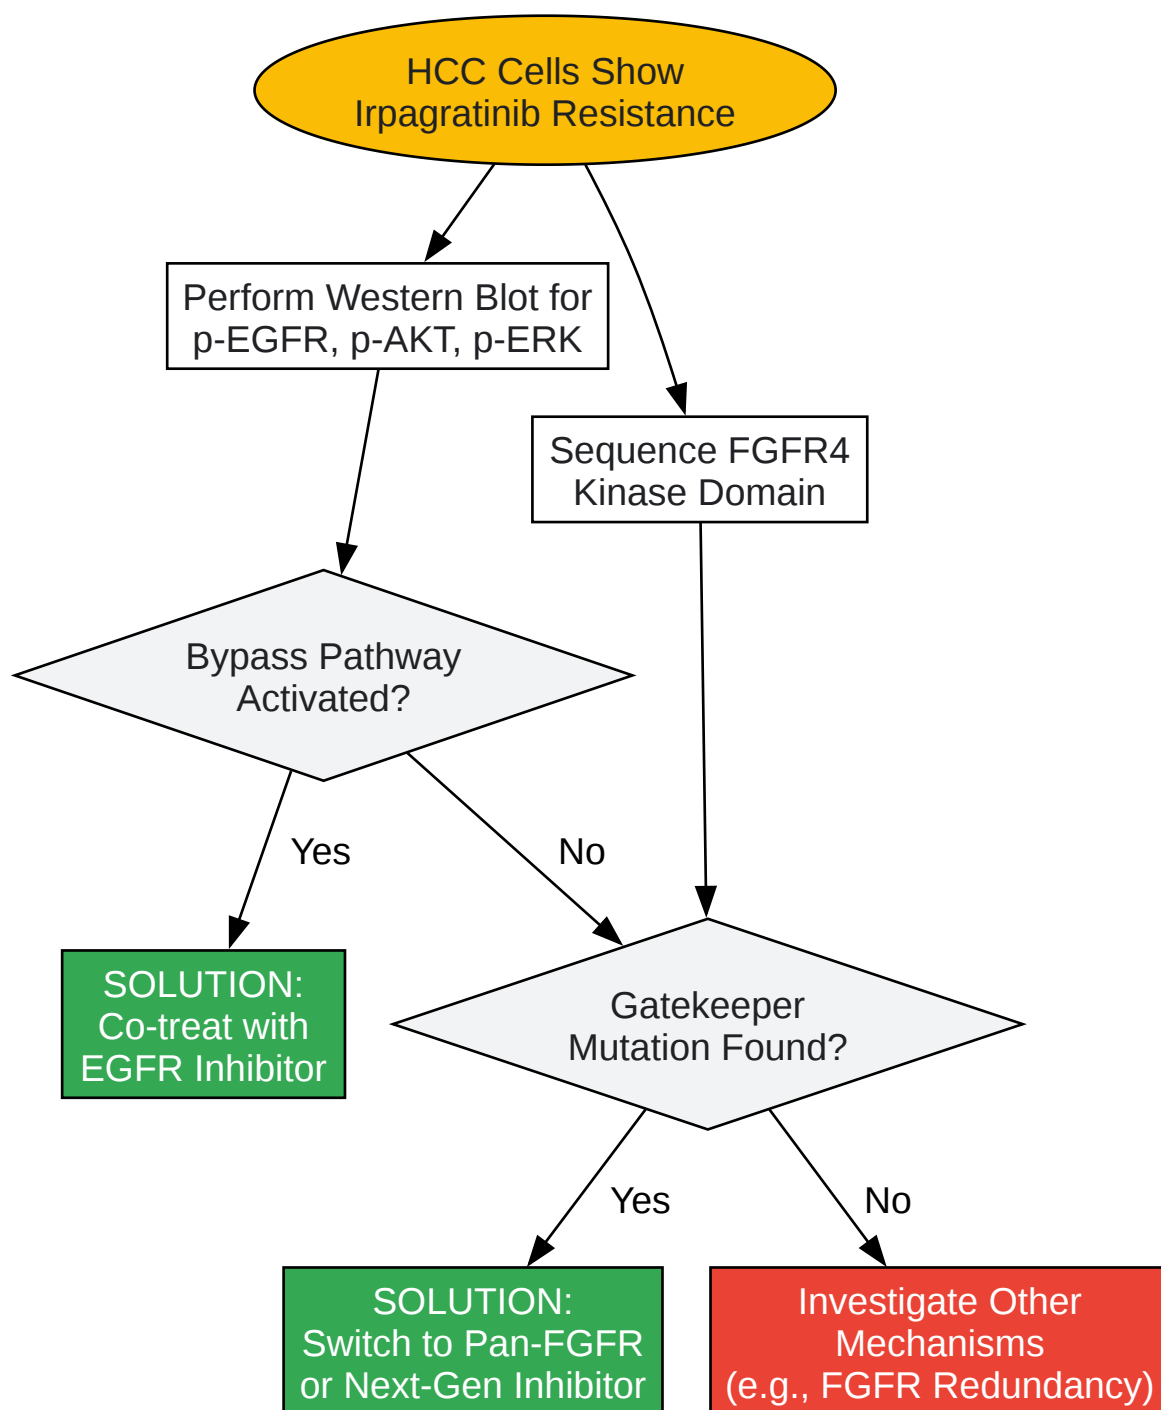 HCC Cells Show
Irpagratinib Resistance
Perform Western Blot for
p-EGFR, p-AKT, p-ERK
Sequence FGFR4
Kinase Domain
Bypass Pathway
Activated?
Yes
No
SOLUTION:
Co-treat with
EGFR Inhibitor
Gatekeeper
Mutation Found?
Yes
No
SOLUTION:
Switch to Pan-FGFR
or Next-Gen Inhibitor
Investigate Other
Mechanisms
(e.g., FGFR Redundancy)